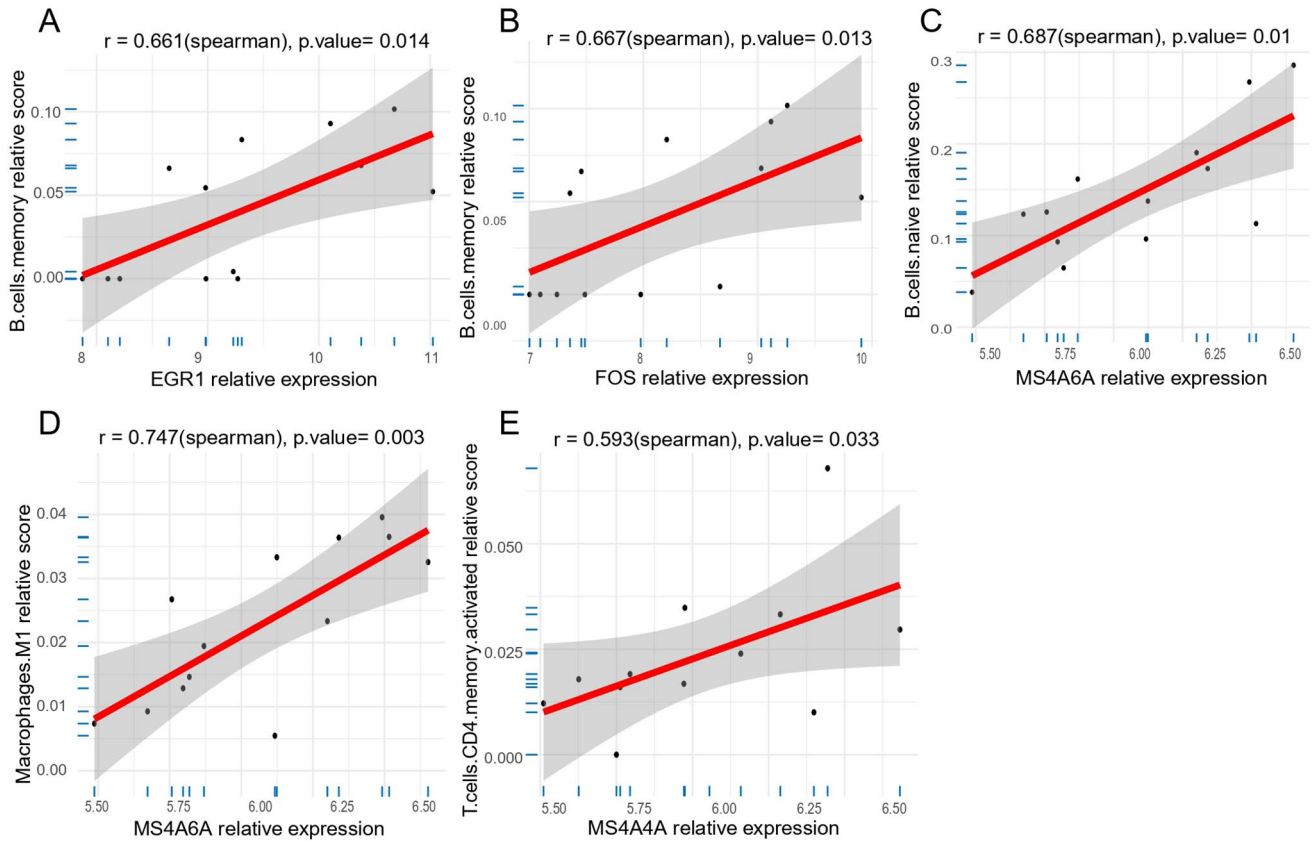 A
r = 0.661(spearman), p.value= 0.014
B.cells.memory relative score
0.10
0.05
0.00
8
9
10
11
EGR1 relative expression
B
r = 0.667(spearman), p.value= 0.013
B.cells.memory relative score
0.10
0.05
0.00
7
8
9
10
FOS relative expression
C
r = 0.687(spearman), p.value= 0.01
B.cells.naive relative score
0.3
0.2
0.1
0.0
5.50
5.75
6.00
6.25
6.50
MS4A6A relative expression
D
r = 0.747(spearman), p.value= 0.003
Macrophages.M1 relative score
0.04
0.03
0.02
0.01
0.00
5.50
5.75
6.00
6.25
6.50
MS4A6A relative expression
E
r = 0.593(spearman), p.value= 0.033
T.cells.CD4.memory.activated relative score
0.050
0.025
0.000
5.50
5.75
6.00
6.25
6.50
MS4A4A relative expression